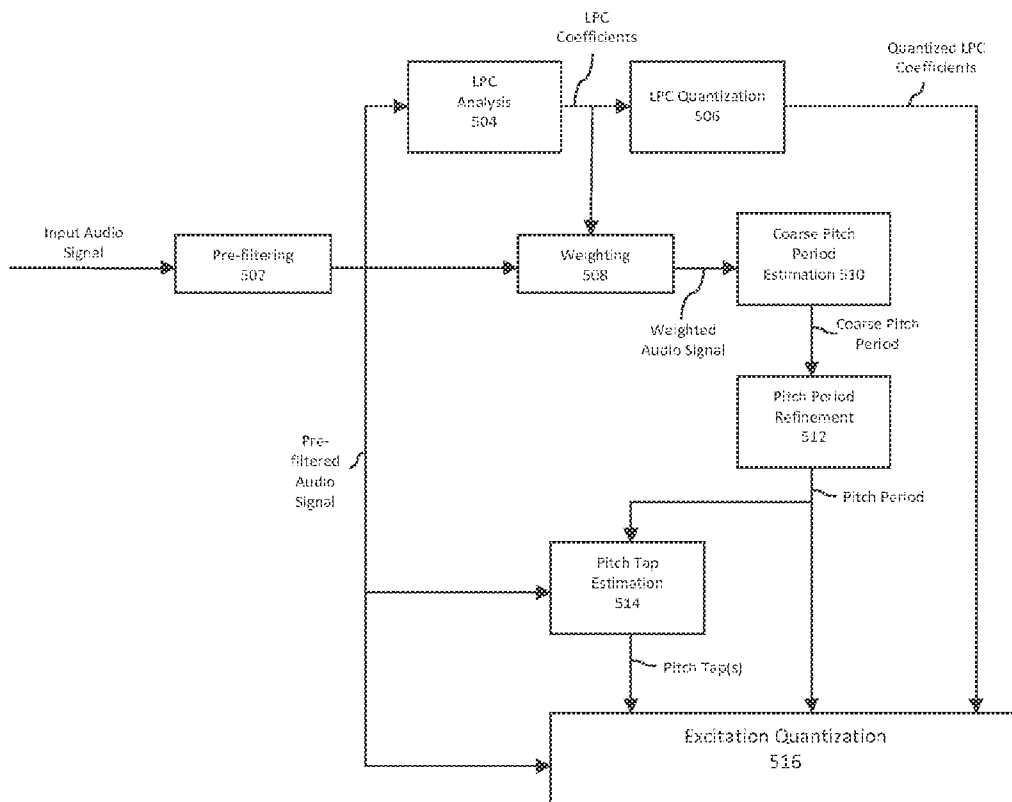 LPC
Coefficients
Quantized LPC
Coefficients
LPC
Analysis
504
LPC Quantization
506
Input Audio
Signal
Pre-filtering
502
Weighting
508
Coarse Pitch
Period
Estimation 510
Weighted
Audio Signal
Coarse Pitch
Period
Pitch Period
Refinement
512
Pre-
filtered
Audio
Signal
Pitch Period
Pitch Tap
Estimation
514
Pitch Tap(s)
Excitation Quantization
516